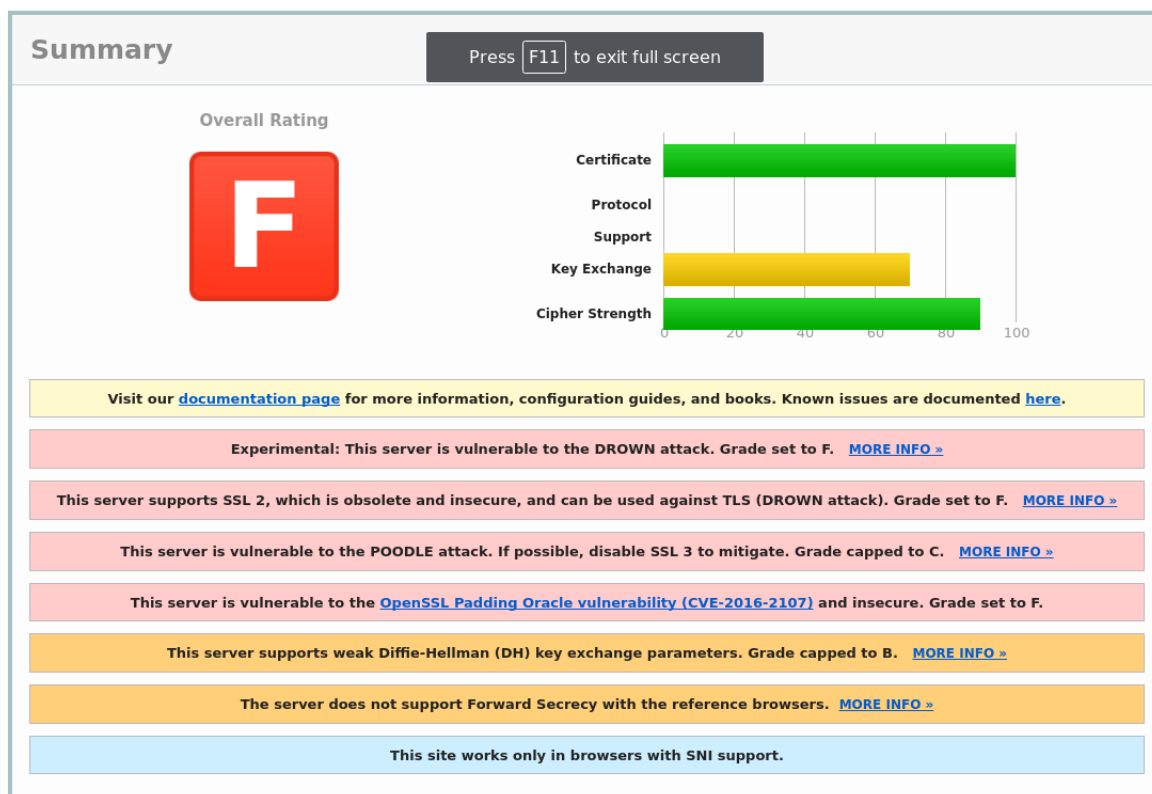 Summary
Press F11 to exit full screen
Overall Rating
F
Certificate
Protocol
Support
Key Exchange
Cipher Strength
0 20 40 60 80 100
Visit our documentation page for more information, configuration guides, and books. Known issues are documented here.
Experimental: This server is vulnerable to the DROWN attack. Grade set to F. MORE INFO »
This server supports SSL 2, which is obsolete and insecure, and can be used against TLS (DROWN attack). Grade set to F. MORE INFO »
This server is vulnerable to the POODLE attack. If possible, disable SSL 3 to mitigate. Grade capped to C. MORE INFO »
This server is vulnerable to the OpenSSL Padding Oracle vulnerability (CVE-2016-2107) and insecure. Grade set to F.
This server supports weak Diffie-Hellman (DH) key exchange parameters. Grade capped to B. MORE INFO »
The server does not support Forward Secrecy with the reference browsers. MORE INFO »
This site works only in browsers with SNI support.